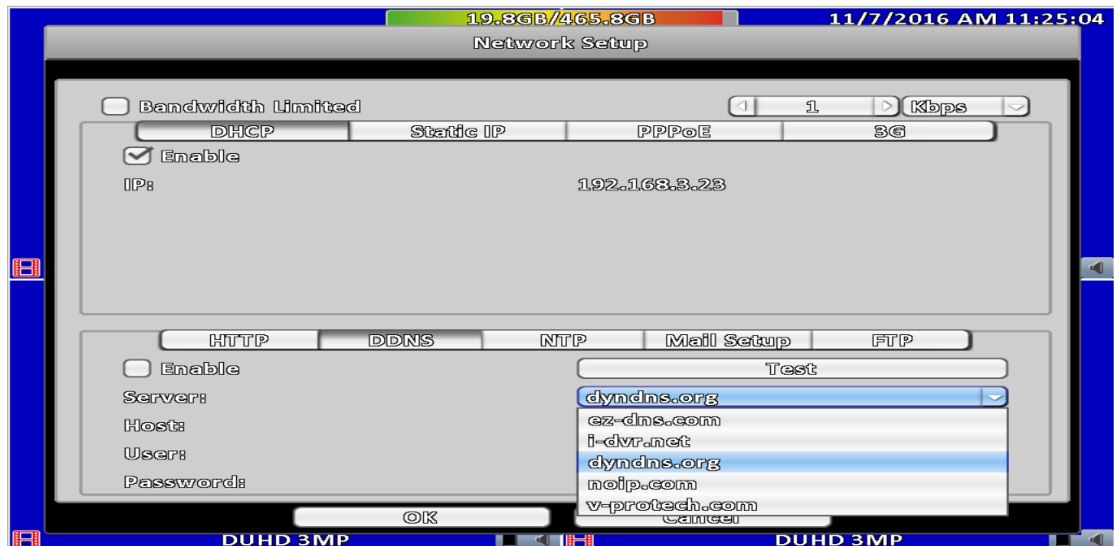 19.8GB/465.8GB 11/7/2016 AM 11:25:04
Network Setup
Bandwidth Limited 1 Kbps
DHCP Static IP PPPoE 3G
Enable
IP: 192.168.3.23
HTTP DDNS NTP Mail Setup FTP
Enable Test
Server: dyndns.org
ez-dns.com
Host:
i-dvr.net
User:
dyndns.org
Password:
noip.com
v-protech.com
OK Cancel
DUHD 3MP DUHD 3MP